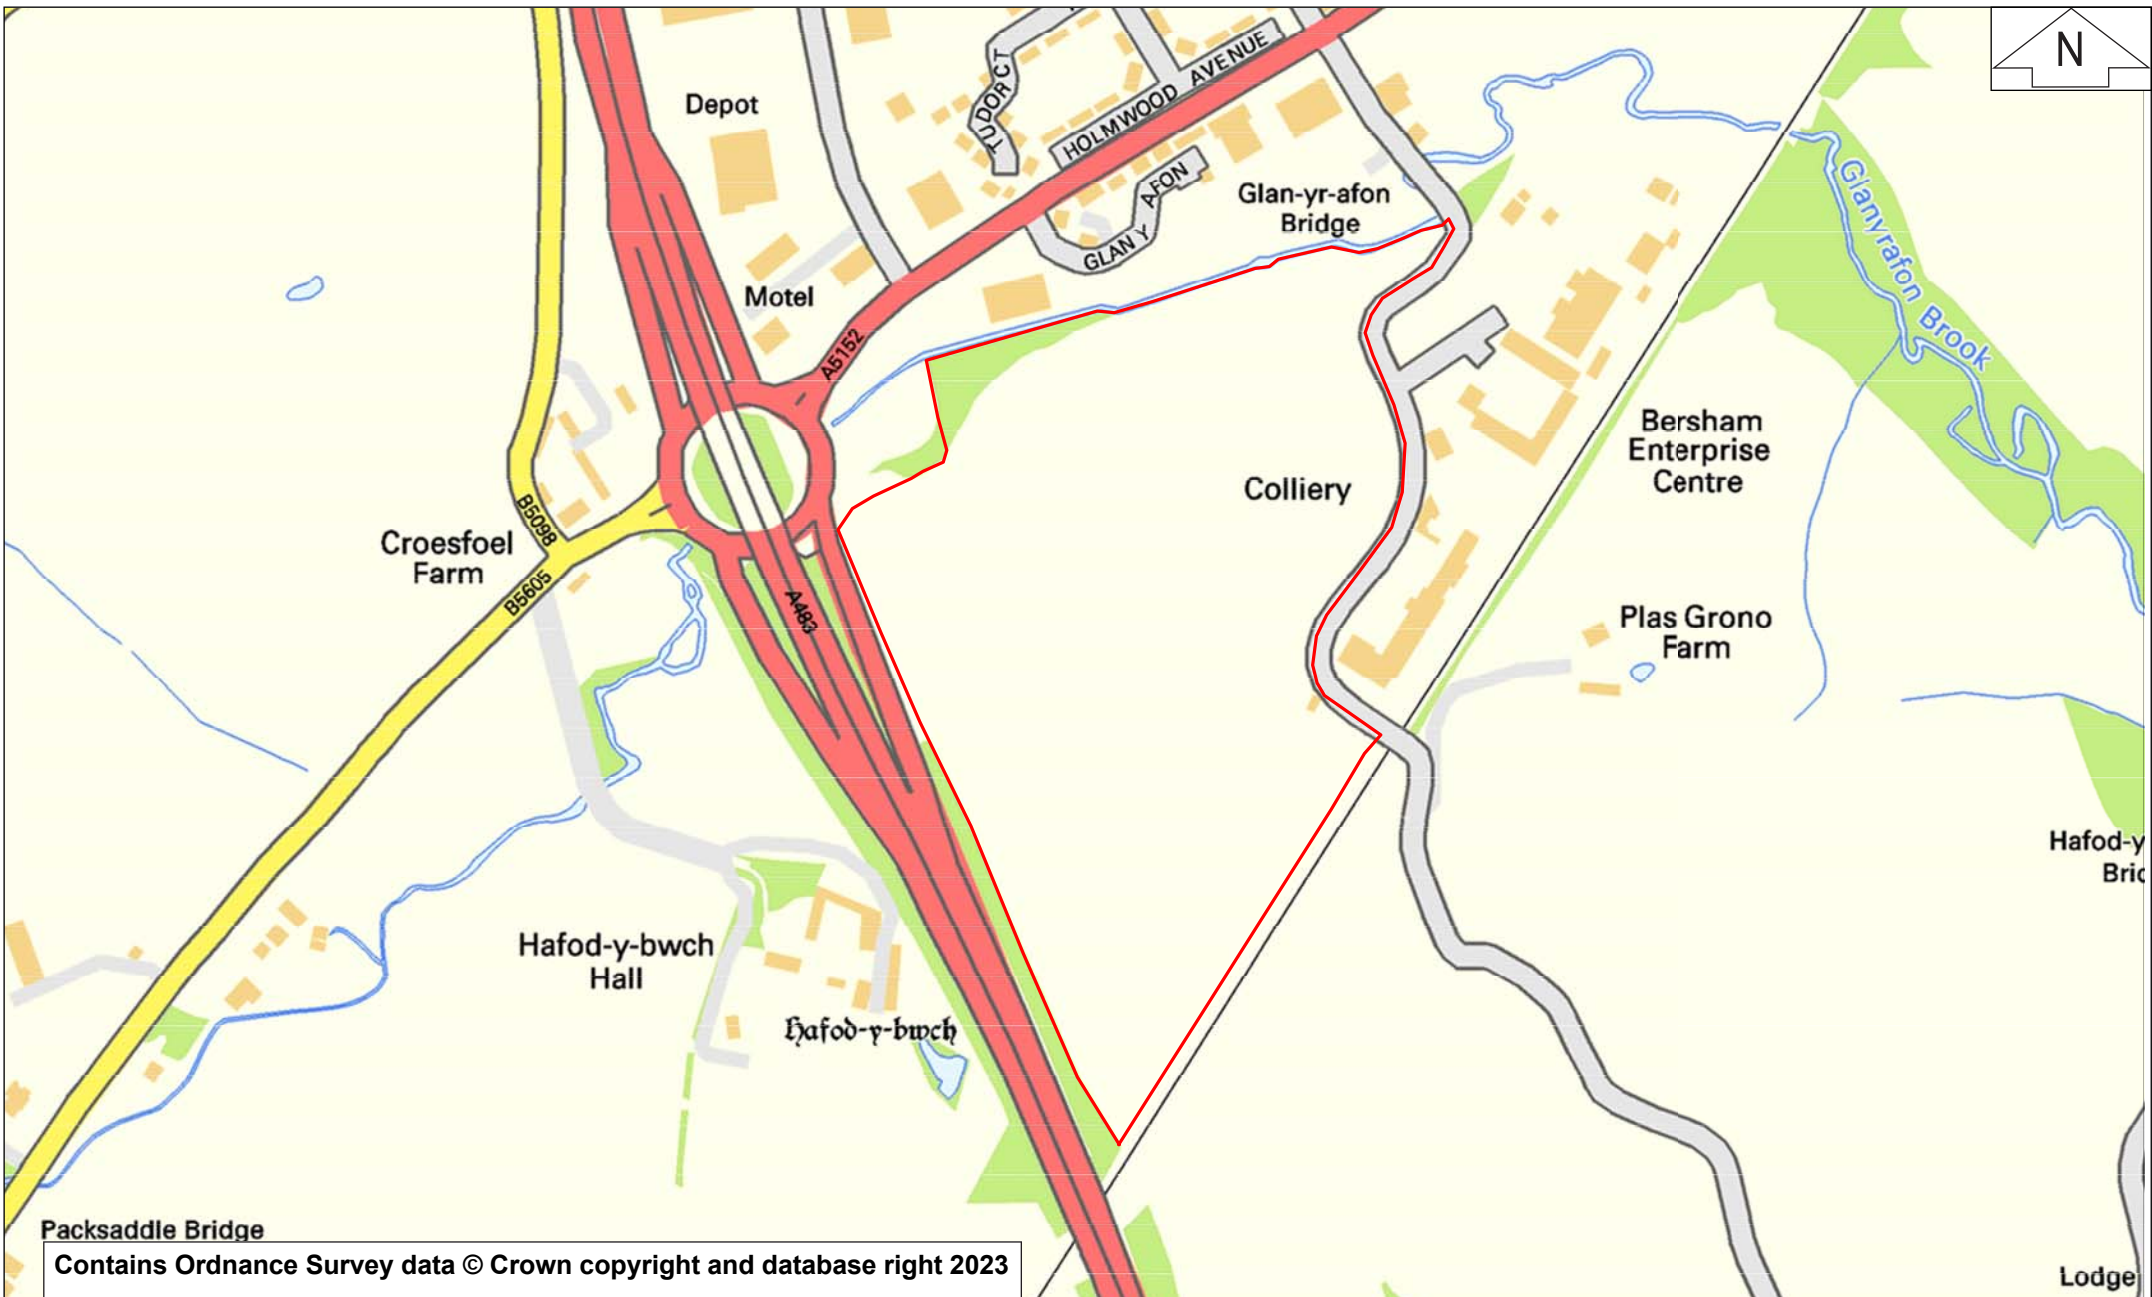 N
Depot
TUDOR CT
HOLMWOOD AVENUE
GLAN Y AFON
Glan-yr-afon
Bridge
Glanyrafon Brook
Motel
A5152
Bersham
Enterprise
Centre
Colliery
Croesfoel
Farm
B5098
B5605
A483
Plas Grono
Farm
Hafod-y
Bric
Hafod-y-bwch
Hall
Hafod-y-bwch
Packsaddle Bridge
Contains Ordnance Survey data © Crown copyright and database right 2023
Lodge